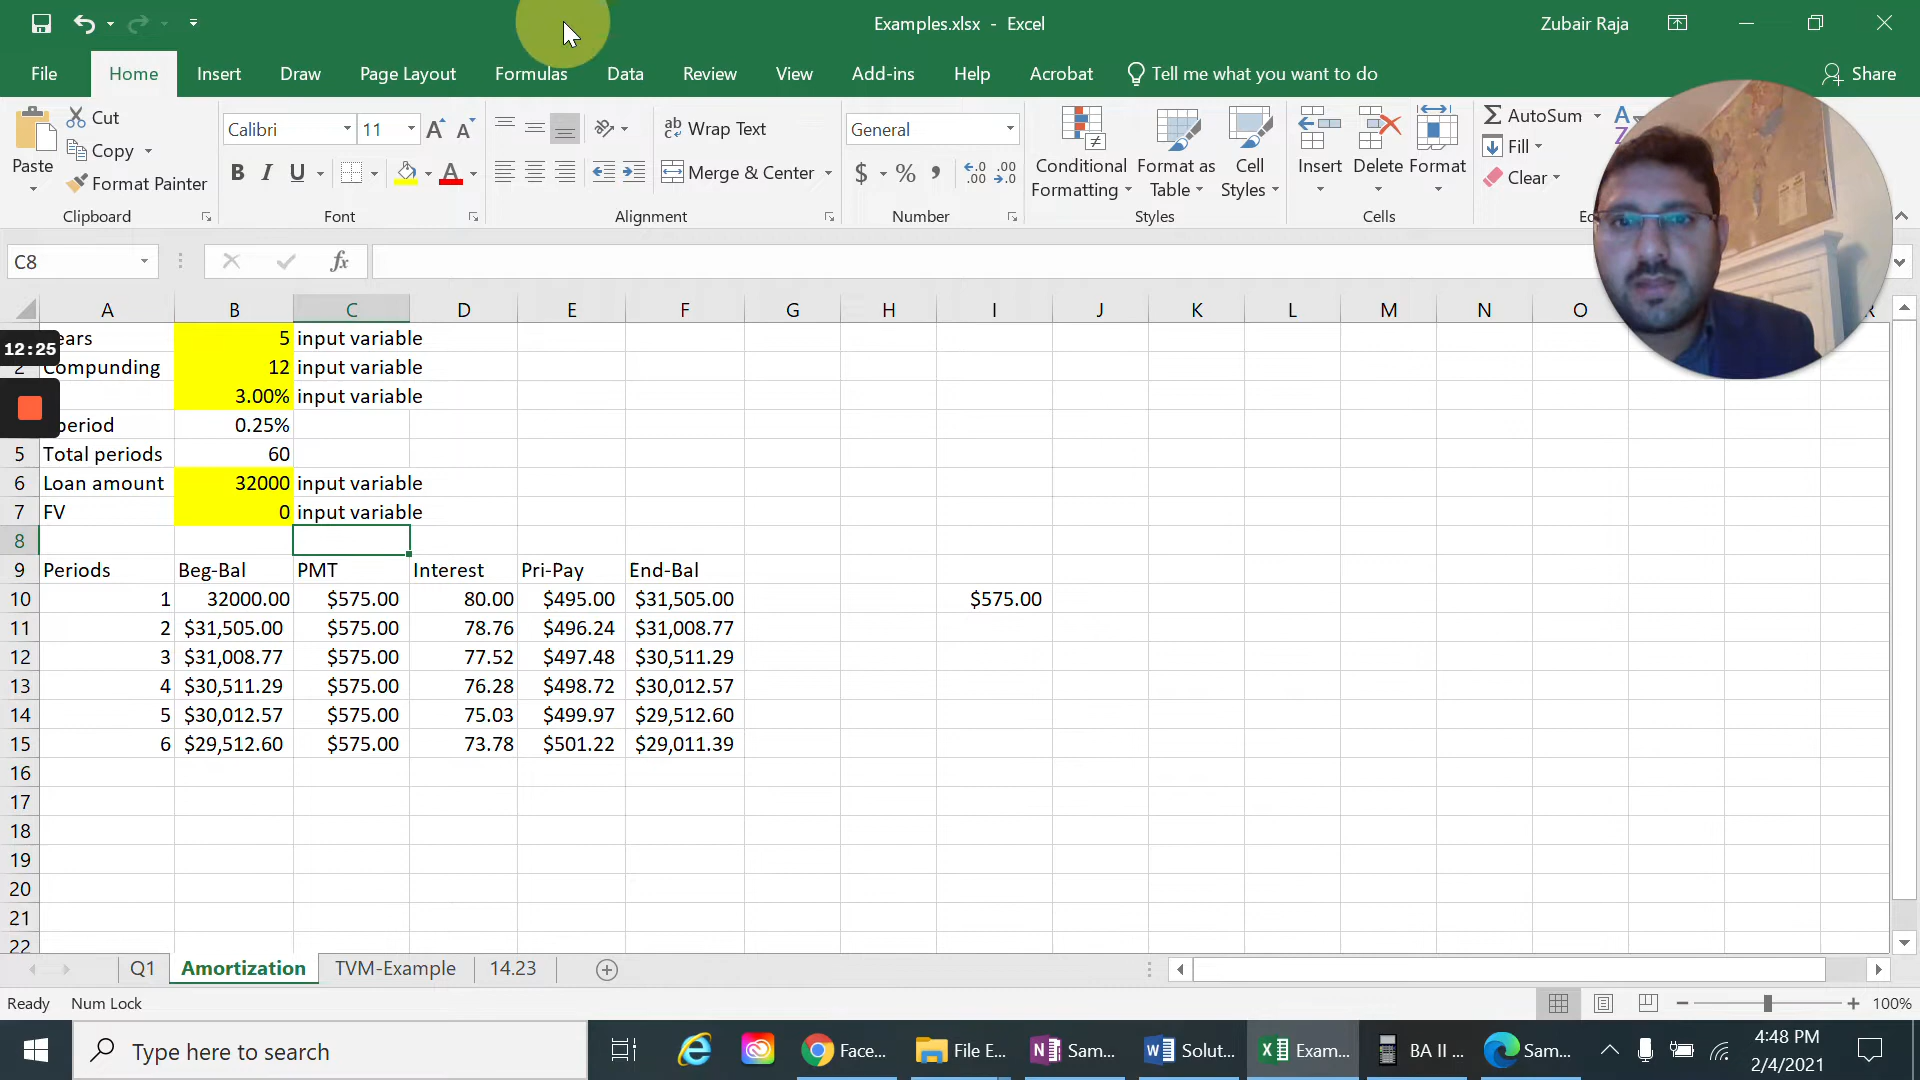 Examples.xlsx - Excel
Zubair Raja
File Home Insert Draw Page Layout Formulas Data Review View Add-ins Help Acrobat Tell me what you want to do Share
Cut
Copy
Format Painter
Paste
Clipboard
Calibri 11
B I U
Font
Wrap Text
Merge & Center
Alignment
General
$ % ,
Number
Conditional Formatting
Format as Table
Cell Styles
Styles
Insert Delete Format
Cells
AutoSum
Fill
Clear
C8
fx
A B C D E F G H I J K L M N O
ears 5 input variable
12:25
2 Compunding 12 input variable
3.00% input variable
period 0.25%
5 Total periods 60
6 Loan amount 32000 input variable
7 FV 0 input variable
8
9 Periods Beg-Bal PMT Interest Pri-Pay End-Bal
10 1 32000.00 $575.00 80.00 $495.00 $31,505.00 $575.00
11 2 $31,505.00 $575.00 78.76 $496.24 $31,008.77
12 3 $31,008.77 $575.00 77.52 $497.48 $30,511.29
13 4 $30,511.29 $575.00 76.28 $498.72 $30,012.57
14 5 $30,012.57 $575.00 75.03 $499.97 $29,512.60
15 6 $29,512.60 $575.00 73.78 $501.22 $29,011.39
16
17
18
19
20
21
22
Q1 Amortization TVM-Example 14.23
Ready Num Lock 100%
Type here to search
Face... File E... Sam... Solut... Exam... BA II ... Sam...
4:48 PM
2/4/2021